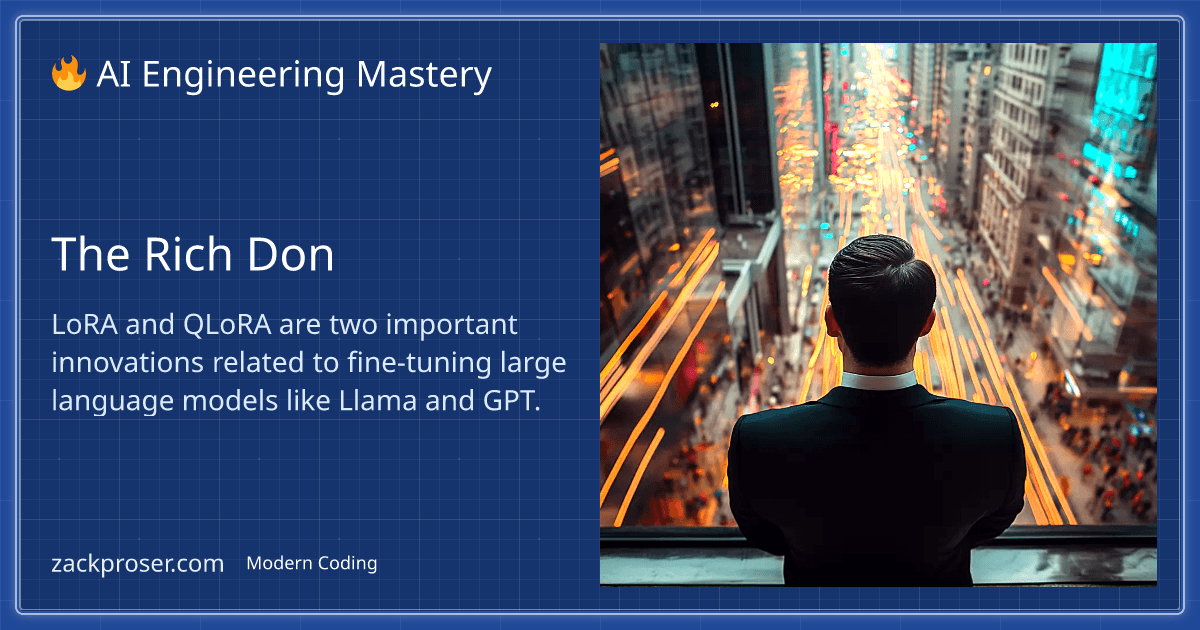 🔥 AI Engineering Mastery
The Rich Don
LoRA and QLoRA are two important
innovations related to fine-tuning large
language models like Llama and GPT.
zackproser.com Modern Coding